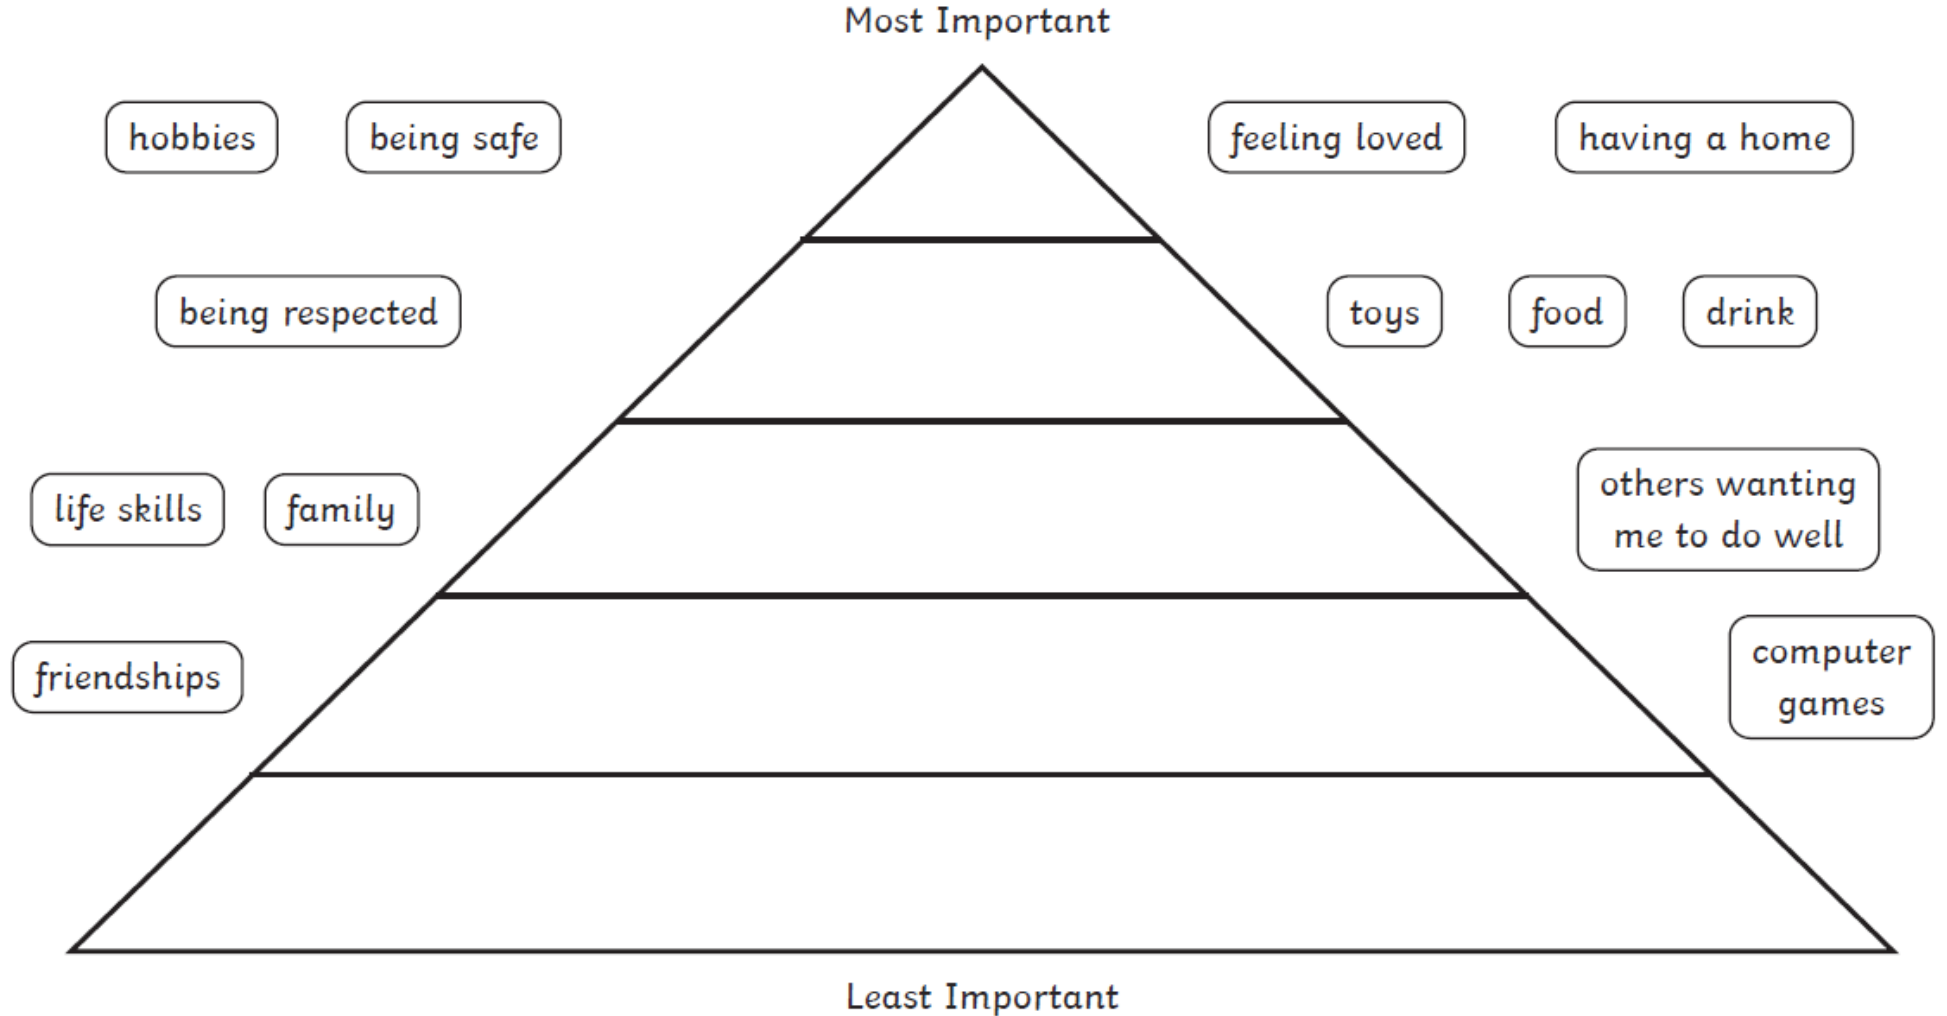 Most Important
hobbies
being safe
feeling loved
having a home
being respected
toys
food
drink
life skills
family
others wanting
me to do well
friendships
computer
games
Least Important